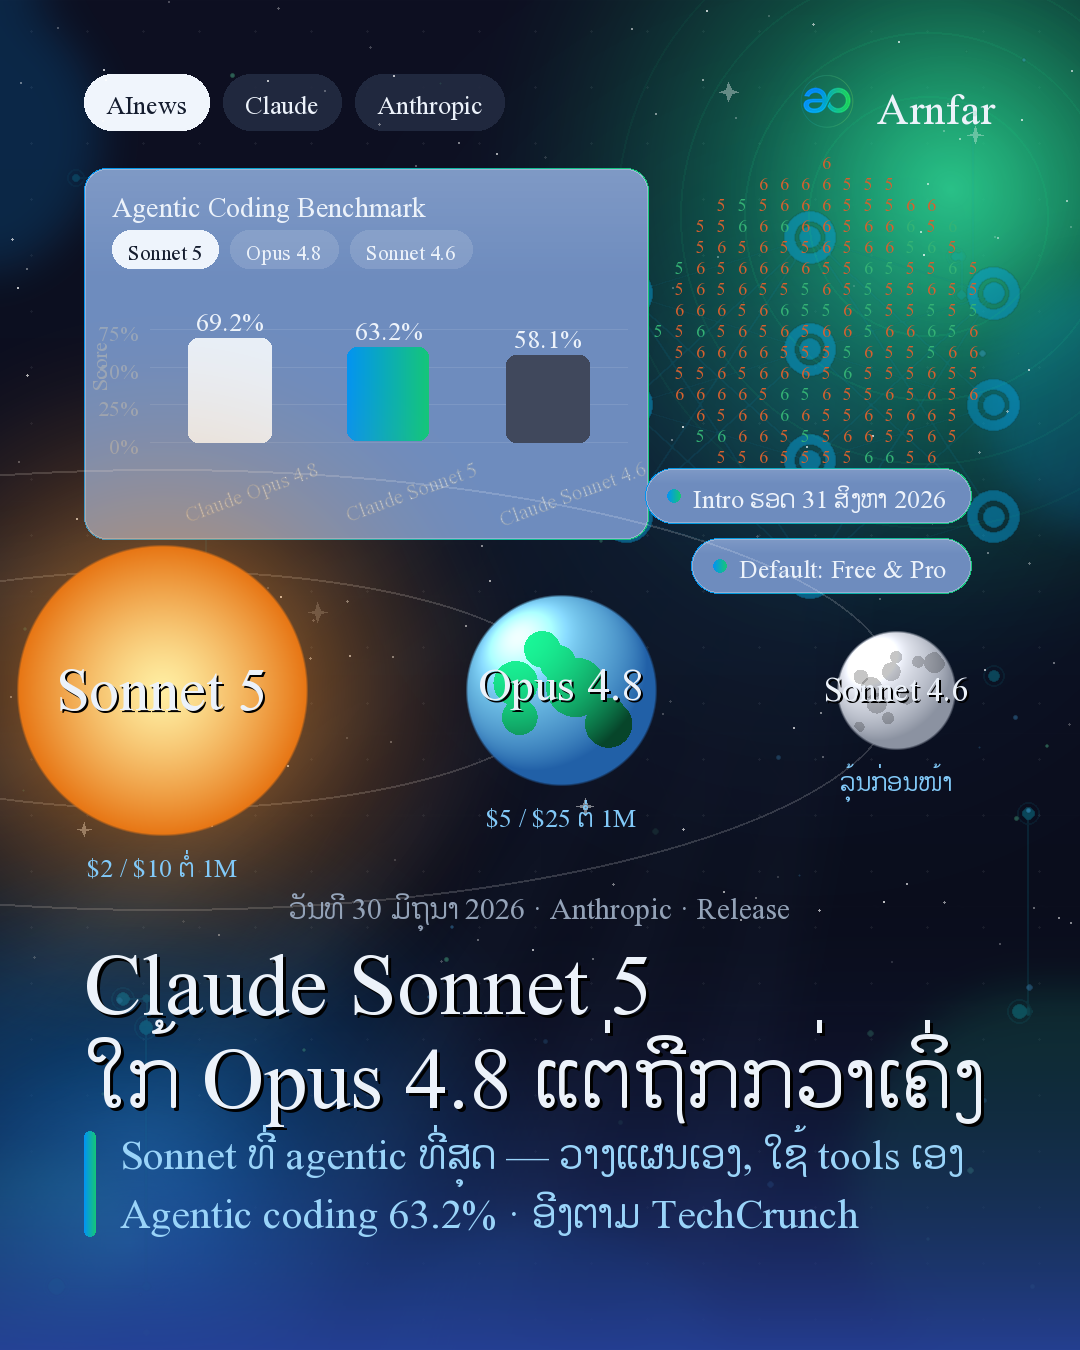 AInews
Claude
Anthropic
Arnfar
Agentic Coding Benchmark
Sonnet 5
Opus 4.8
Sonnet 4.6
Score
75%
50%
25%
0%
69.2%
63.2%
58.1%
Claude Opus 4.8
Claude Sonnet 5
Claude Sonnet 4.6
Intro ຮອດ 31 ສິງຫາ 2026
Default: Free & Pro
Sonnet 5
Opus 4.8
Sonnet 4.6
$2 / $10 ຕໍ່ 1M
$5 / $25 ຕໍ່ 1M
ລຸ້ນກ່ອນໜ້າ
ວັນທີ 30 ມິຖຸນາ 2026 · Anthropic · Release
Claude Sonnet 5
ໃກ້ Opus 4.8 ແຕ່ຖືກກວ່າເຄິ່ງ
Sonnet ທີ່ agentic ທີ່ສຸດ — ວາງແຜນເອງ, ໃຊ້ tools ເອງ
Agentic coding 63.2% · ອີງຕາມ TechCrunch